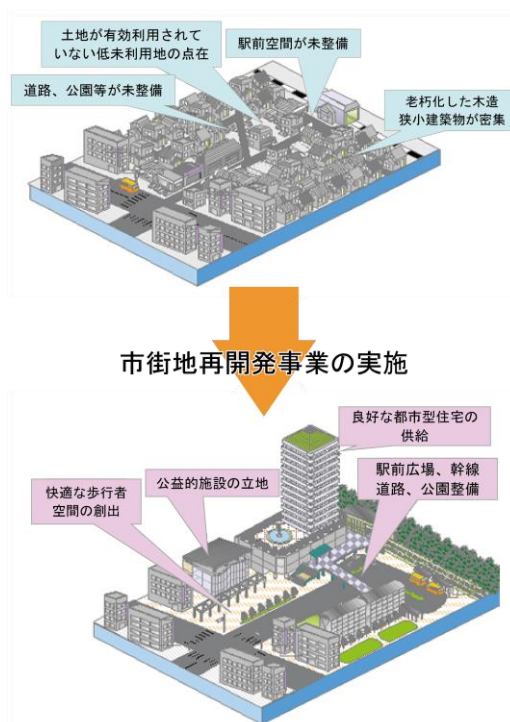 土地が有効利用されて
いない低未利用地の点在
駅前空間が未整備
道路、公園等が未整備
老朽化した木造
狭小建築物が密集
市街地再開発事業の実施
良好な都市型住宅の
供給
公益的施設の立地
駅前広場、幹線
道路、公園整備
快適な歩行者
空間の創出